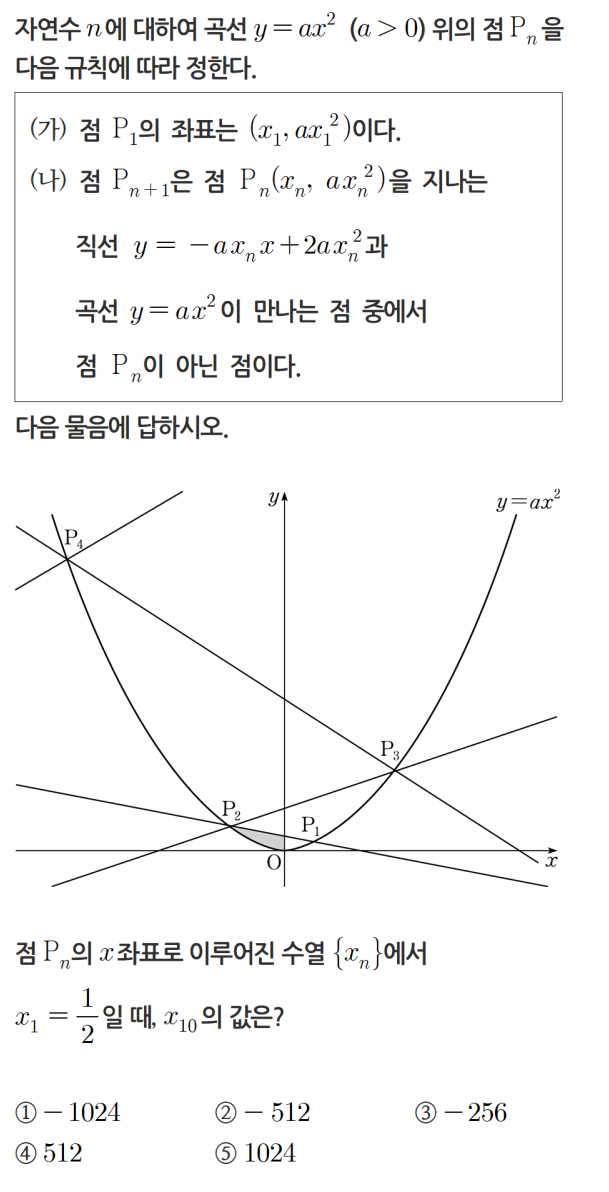 자연수 n에 대하여 곡선 y=ax² (a>0) 위의 점 Pₙ을
다음 규칙에 따라 정한다.
(가) 점 P₁의 좌표는 (x₁, ax₁²)이다.
(나) 점 Pₙ₊₁은 점 Pₙ(xₙ, axₙ²)을 지나는
직선 y = −axₙx+2axₙ²과
곡선 y=ax²이 만나는 점 중에서
점 Pₙ이 아닌 점이다.
다음 물음에 답하시오.
y
y=ax²
P₄
P₃
P₂
P₁
O
x
점 Pₙ의 x좌표로 이루어진 수열 {xₙ}에서
x₁ = 1/2일 때, x₁₀의 값은?
① −1024 ② −512 ③ −256
④ 512 ⑤ 1024